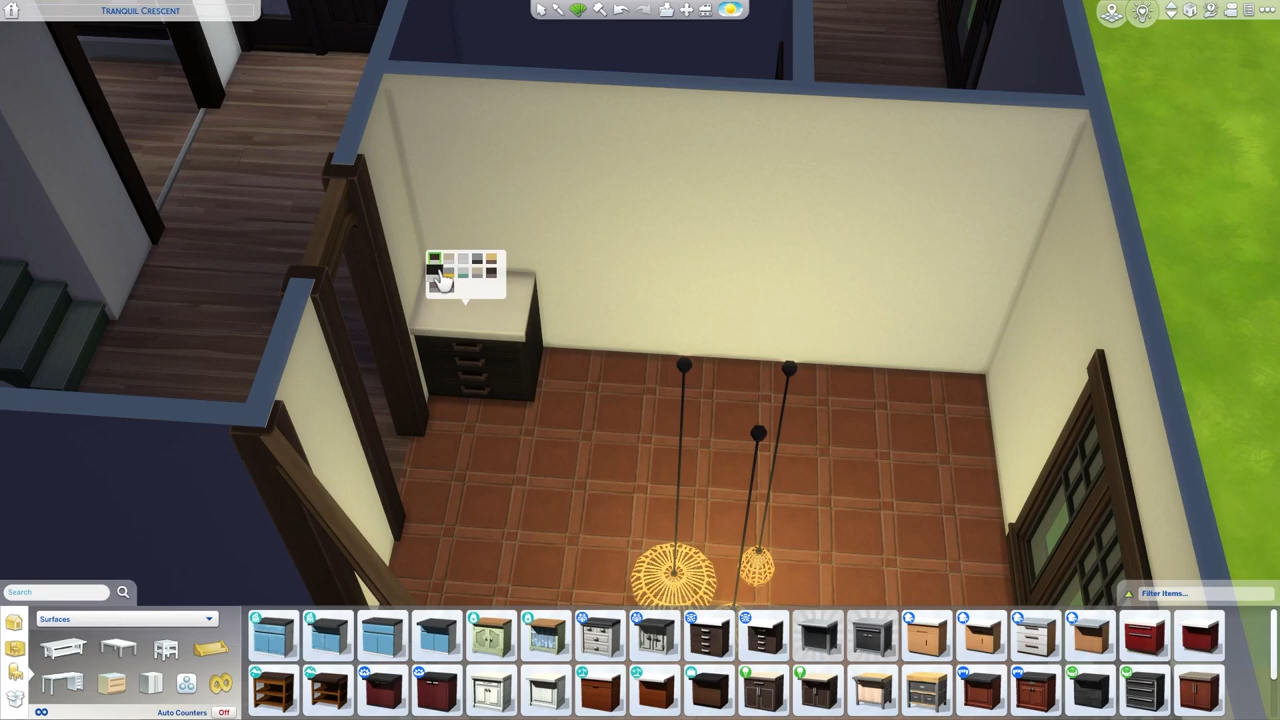 TRANQUIL CRESCENT
Search
Filter Items...
Surfaces
Auto Counters
Off